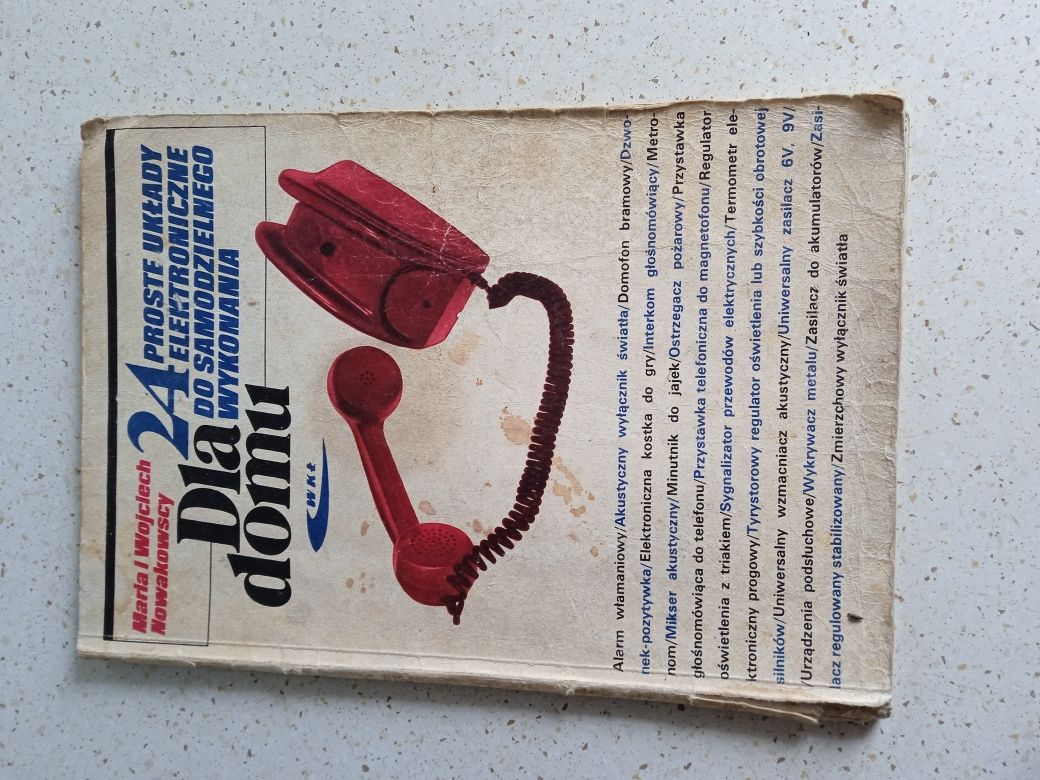 Maria i Wojciech
Nowakowscy
24 PROSTE UKŁADY
ELEKTRONICZNE
DO SAMODZIELNEGO
WYKONANIA
Dla
domu
WKŁ
Alarm włamaniowy/Akustyczny wyłącznik światła/Domofon bramowy/Dzwo-
nek-pozytywka/Elektroniczna kostka do gry/Interkom głośnomówiący/Metro-
nom/Mikser akustyczny/Minutnik do jajek/Ostrzegacz pożarowy/Przystawka
głośnomówiąca do telefonu/Przystawka telefoniczna do magnetofonu/Regulator
oświetlenia z triakiem/Sygnalizator przewodów elektrycznych/Termometr ele-
ktroniczny progowy/Tyrystorowy regulator oświetlenia lub szybkości obrotowej
silników/Uniwersalny wzmacniacz akustyczny/Uniwersalny zasilacz 6V, 9V/
/Urządzenia podsłuchowe/Wykrywacz metalu/Zasilacz do akumulatorów/Zasi-
lacz regulowany stabilizowany/Zmierzchowy wyłącznik światła